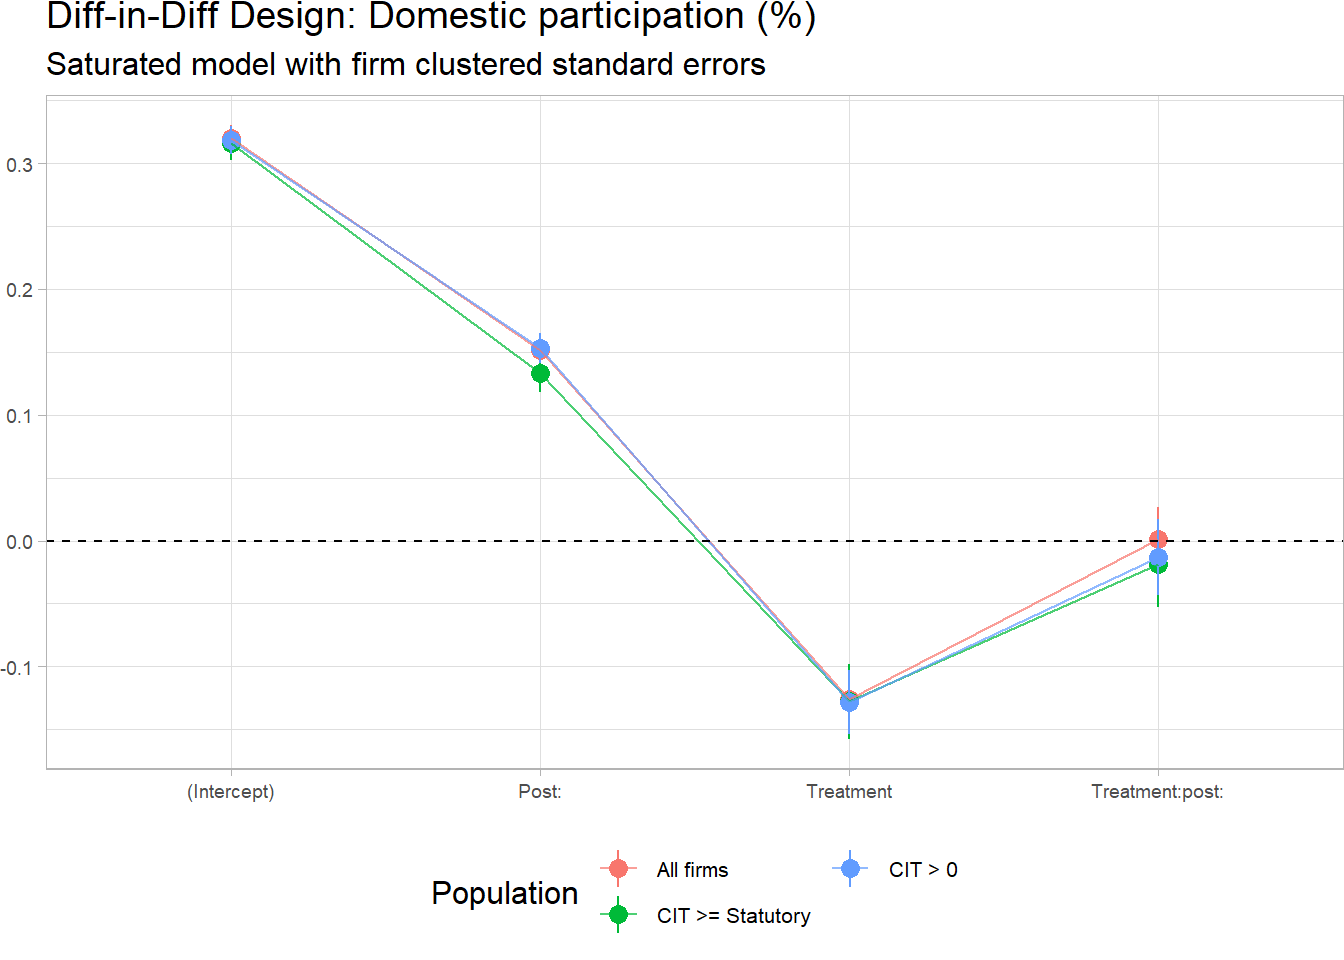 Diff-in-Diff Design: Domestic participation (%)
Saturated model with firm clustered standard errors
0.3
0.2
0.1
0.0
-0.1
(Intercept) Post: Treatment Treatment:post:
Population
All firms CIT > 0
CIT >= Statutory